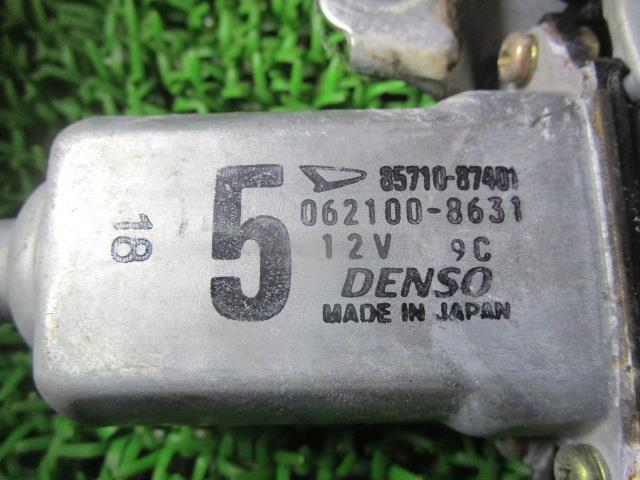 85710-87401
5
062100-8631
18
12V 9C
DENSO
MADE IN JAPAN